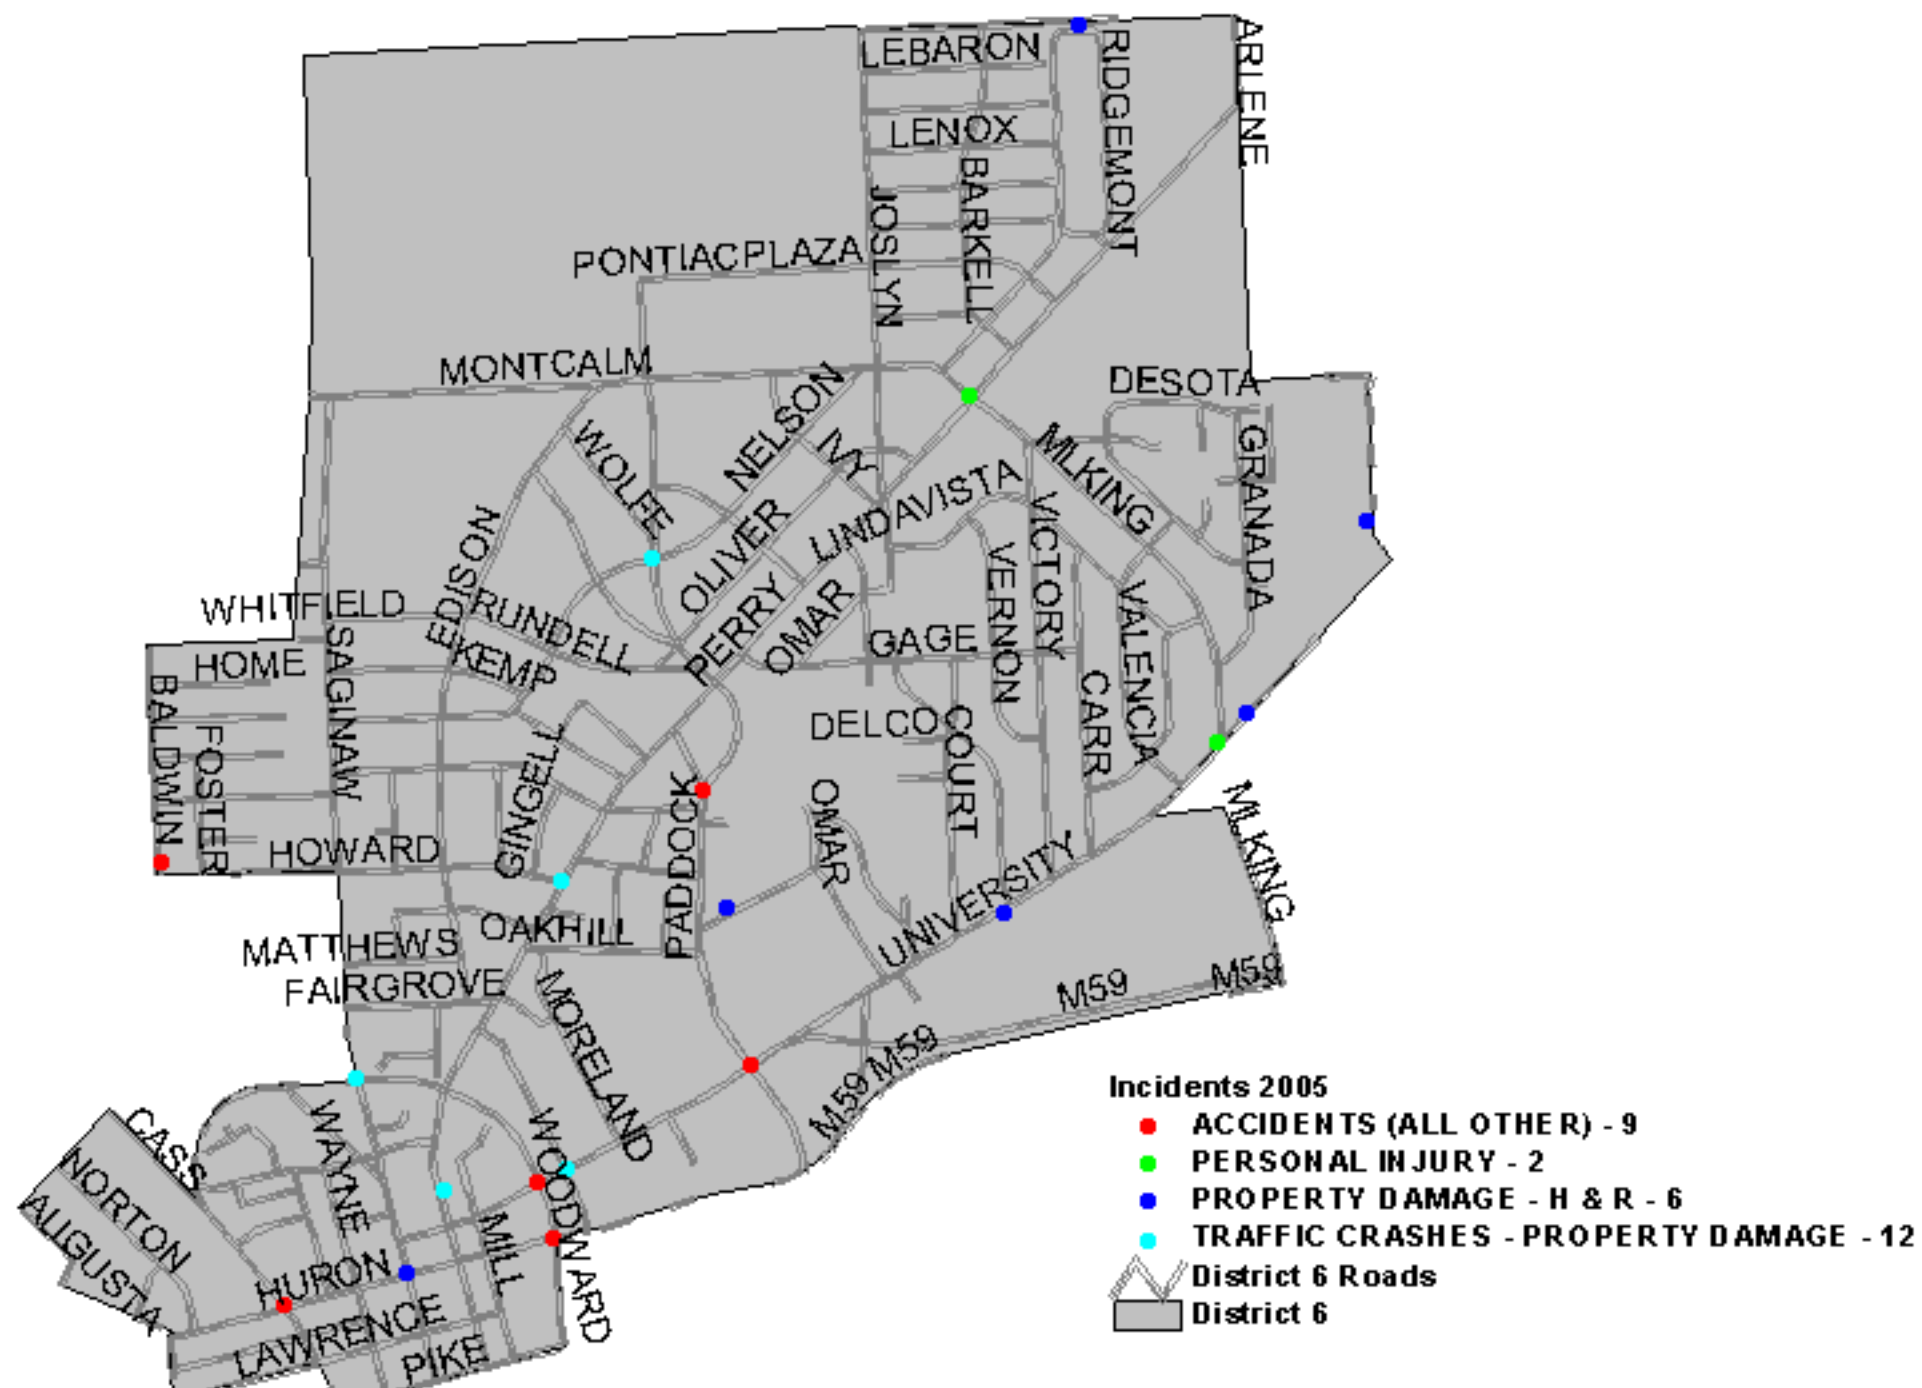 LEBARON
ARLENE
RIDGEMONT
LENOX
BARKELL
JOSLYN
PONTIACPLAZA
MONTCALM
DESOTA
NELSON
IVY
WOLFE
MLKING
GRANADA
LINDAVISTA
OLIVER
VICTORY
EDISON
VERNON
WHITFIELD
RUNDELL
PERRY
OMAR
VALENCIA
GAGE
HOME
KEMP
SAGINAW
BALDWIN
FOSTER
CARR
DELCO
COURT
GINGELL
PADDOCK
OMAR
MLKING
HOWARD
UNIVERSITY
OAKHILL
MATTHEWS
FAIRGROVE
MORELAND
M59
M59
M59
M59
CASS
WAYNE
WOODWARD
NORTON
AUGUSTA
MILL
HURON
LAWRENCE
PIKE
Incidents 2005
ACCIDENTS (ALL OTHER) - 9
PERSONAL INJURY - 2
PROPERTY DAMAGE - H & R - 6
TRAFFIC CRASHES - PROPERTY DAMAGE - 12
District 6 Roads
District 6